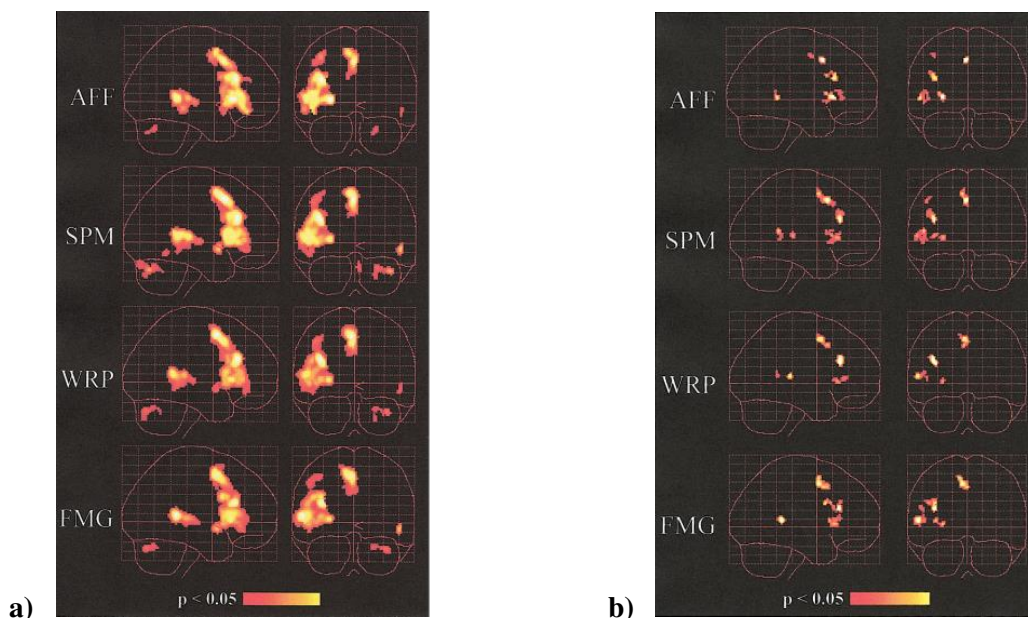 AFF
SPM
WRP
FMG
p < 0.05
a)
AFF
SPM
WRP
FMG
p < 0.05
b)